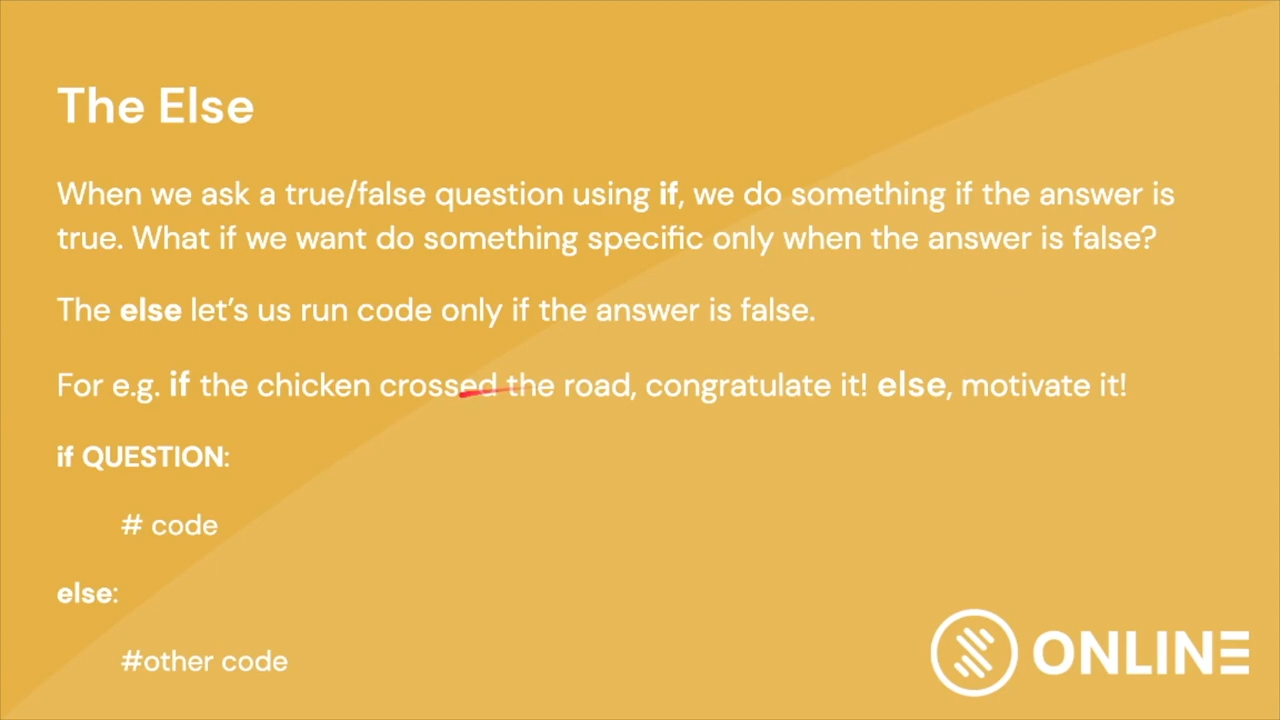 The Else
When we ask a true/false question using if, we do something if the answer is
true. What if we want do something specific only when the answer is false?
The else let’s us run code only if the answer is false.
For e.g. if the chicken crossed the road, congratulate it! else, motivate it!
if QUESTION:
# code
else:
#other code
ONLINE